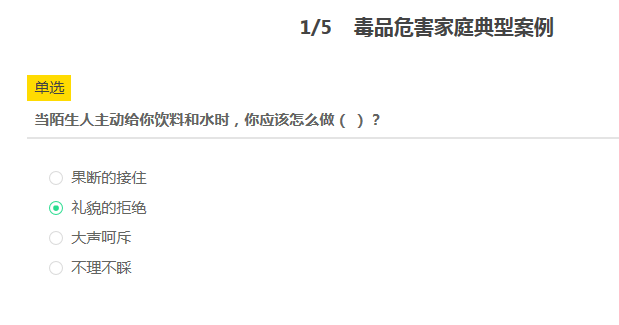 1/5 毒品危害家庭典型案例
单选
当陌生人主动给你饮料和水时，你应该怎么做（ ）？
果断的接住
礼貌的拒绝
大声呵斥
不理不睬